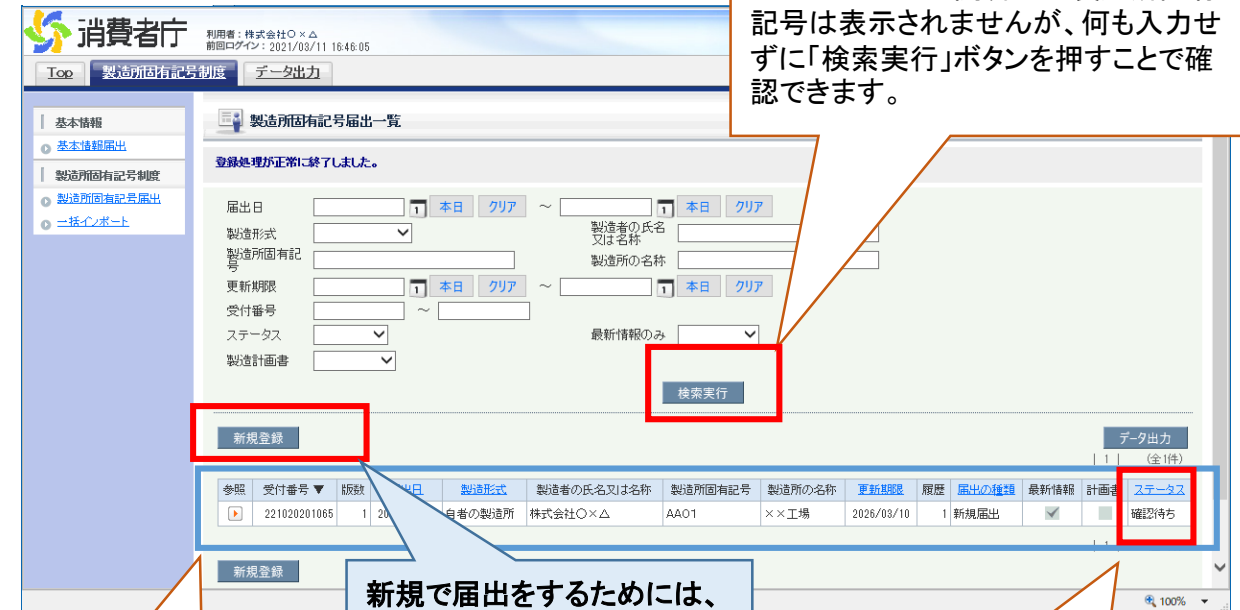 記号は表示されませんが、何も入力せ
ずに「検索実行」ボタンを押すことで確
認できます。
消費者庁
利用者：株式会社○×△
前回ログイン：2021/03/11 16:46:05
Top 製造所固有記号制度 データ出力
基本情報
基本情報届出
製造所固有記号制度
製造所固有記号届出
一括インポート
製造所固有記号届出一覧
登録処理が正常に終了しました。
届出日 1 本日 クリア ～ 1 本日 クリア
製造形式 製造者の氏名
又は名称
製造所固有記
号 製造所の名称
更新期限 1 本日 クリア ～ 1 本日 クリア
受付番号 ～
ステータス 最新情報のみ
製造計画書
検索実行
新規登録 データ出力
| 1 | (全1件)
参照 受付番号▼ 版数 出日 製造形式 製造者の氏名又は名称 製造所固有記号 製造所の名称 更新期限 履歴 届出の種類 最新情報 計画書 ステータス
221020201065 1 20 自者の製造所 株式会社○×△ AA01 ××工場 2026/03/10 1 新規届出 確認待ち
| 1
新規登録
新規で届出をするためには、
100%